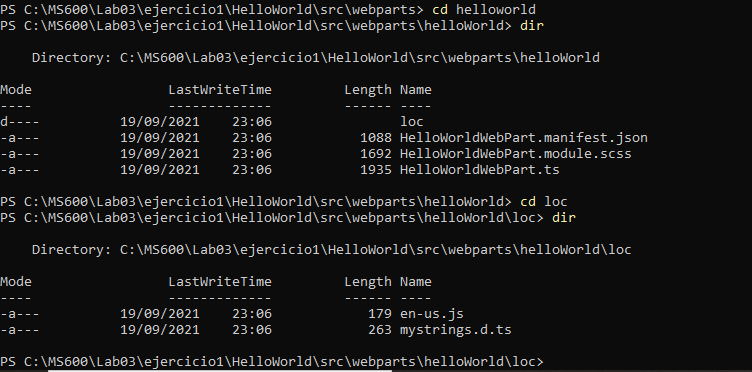 PS C:\MS600\Lab03\ejercicio1\HelloWorld\src\webparts> cd helloworld
PS C:\MS600\Lab03\ejercicio1\HelloWorld\src\webparts\helloWorld> dir
Directory: C:\MS600\Lab03\ejercicio1\HelloWorld\src\webparts\helloWorld
Mode LastWriteTime Length Name
---- ------------- ------ ----
d---- 19/09/2021 23:06 loc
-a--- 19/09/2021 23:06 1088 HelloWorldWebPart.manifest.json
-a--- 19/09/2021 23:06 1692 HelloWorldWebPart.module.scss
-a--- 19/09/2021 23:06 1935 HelloWorldWebPart.ts
PS C:\MS600\Lab03\ejercicio1\HelloWorld\src\webparts\helloWorld> cd loc
PS C:\MS600\Lab03\ejercicio1\HelloWorld\src\webparts\helloWorld\loc> dir
Directory: C:\MS600\Lab03\ejercicio1\HelloWorld\src\webparts\helloWorld\loc
Mode LastWriteTime Length Name
---- ------------- ------ ----
-a--- 19/09/2021 23:06 179 en-us.js
-a--- 19/09/2021 23:06 263 mystrings.d.ts
PS C:\MS600\Lab03\ejercicio1\HelloWorld\src\webparts\helloWorld\loc>